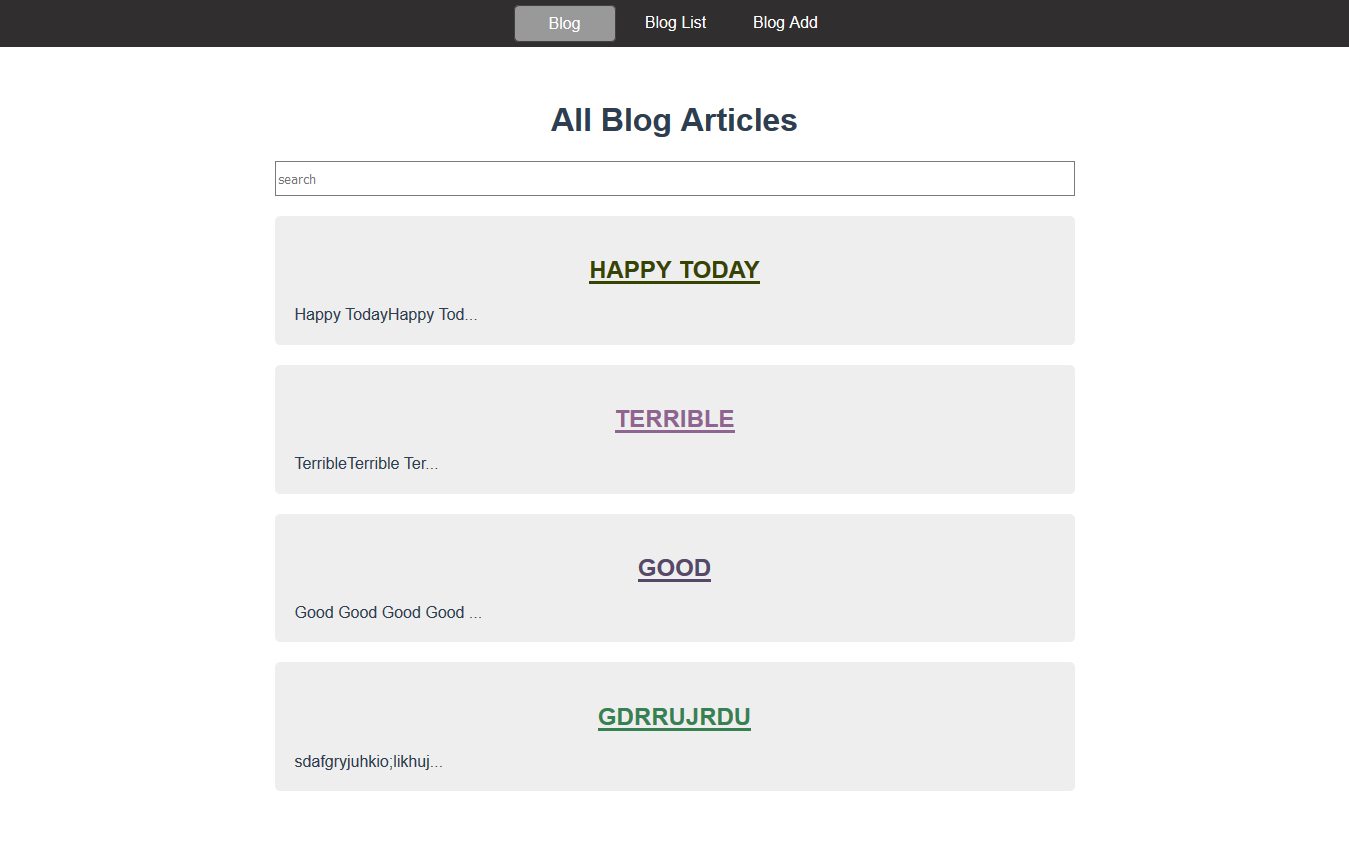 Blog Blog List Blog Add
All Blog Articles
search
HAPPY TODAY
Happy TodayHappy Tod...
TERRIBLE
TerribleTerrible Ter...
GOOD
Good Good Good Good ...
GDRRUJRDU
sdafgryjuhkio;likhuj...